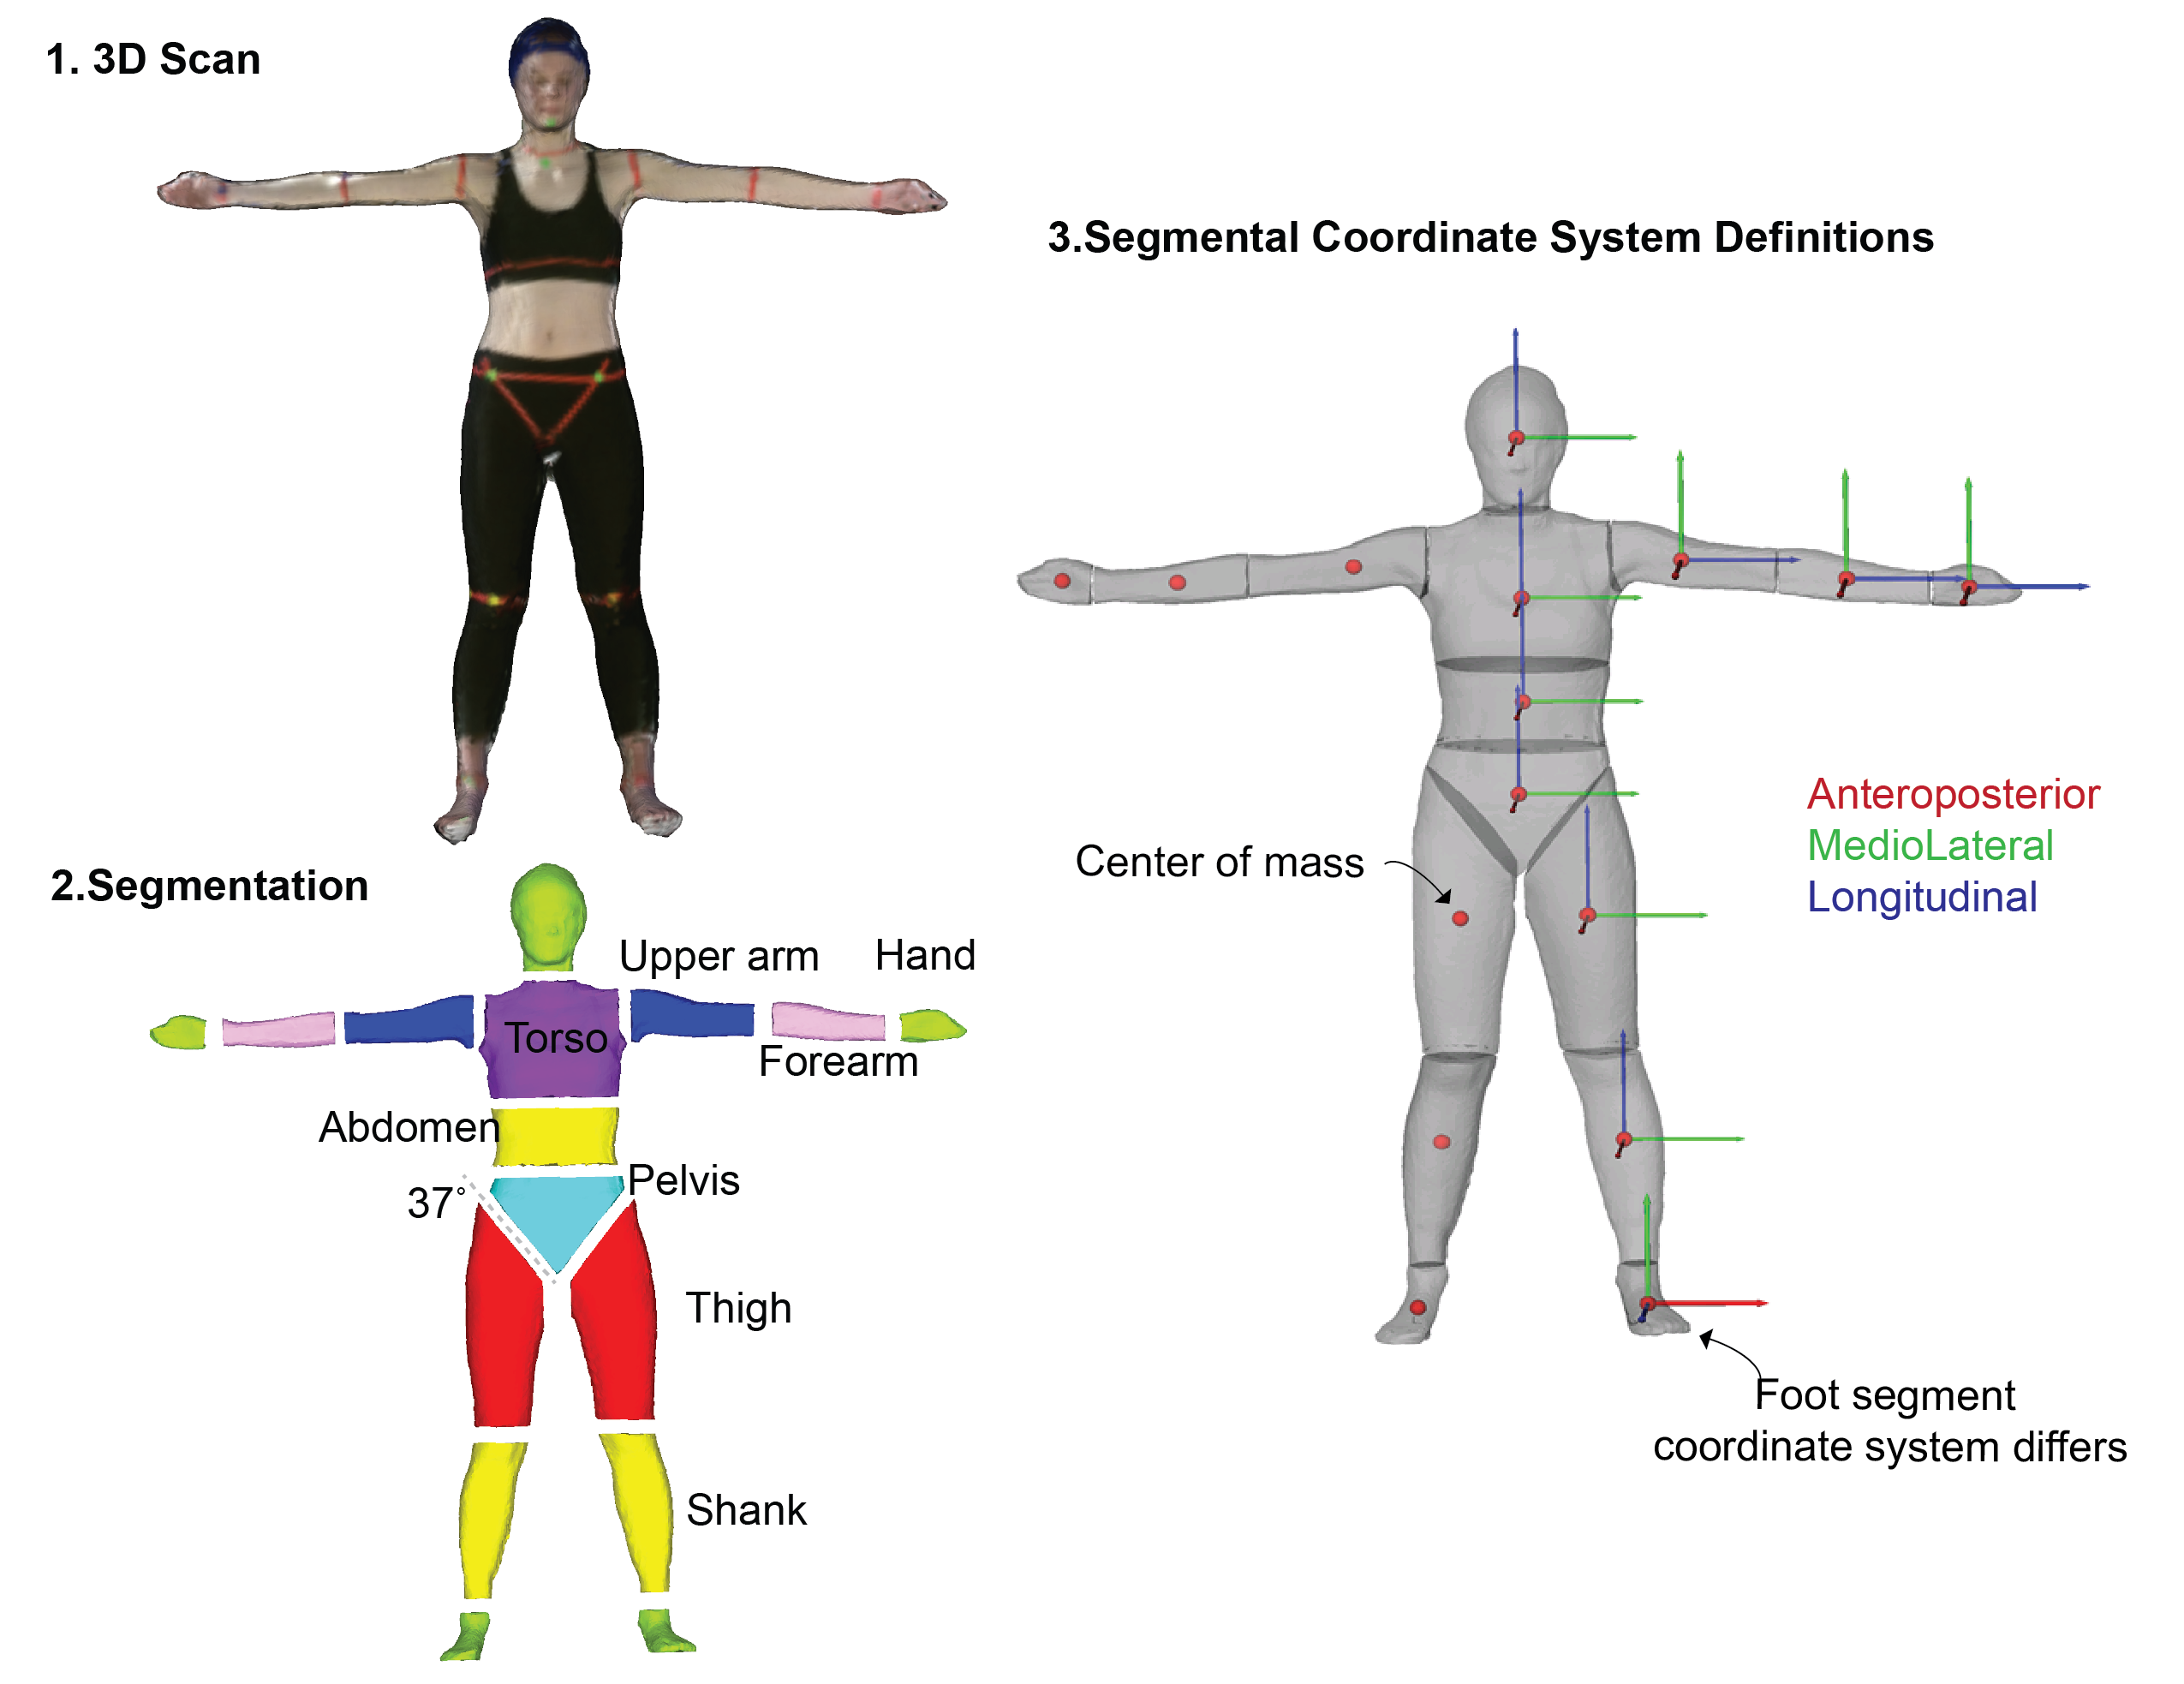 1. 3D Scan
2.Segmentation
Upper arm
Hand
Torso
Forearm
Abdomen
Pelvis
37°
Thigh
Shank
3.Segmental Coordinate System Definitions
Anteroposterior
MedioLateral
Longitudinal
Center of mass
Foot segment
coordinate system differs